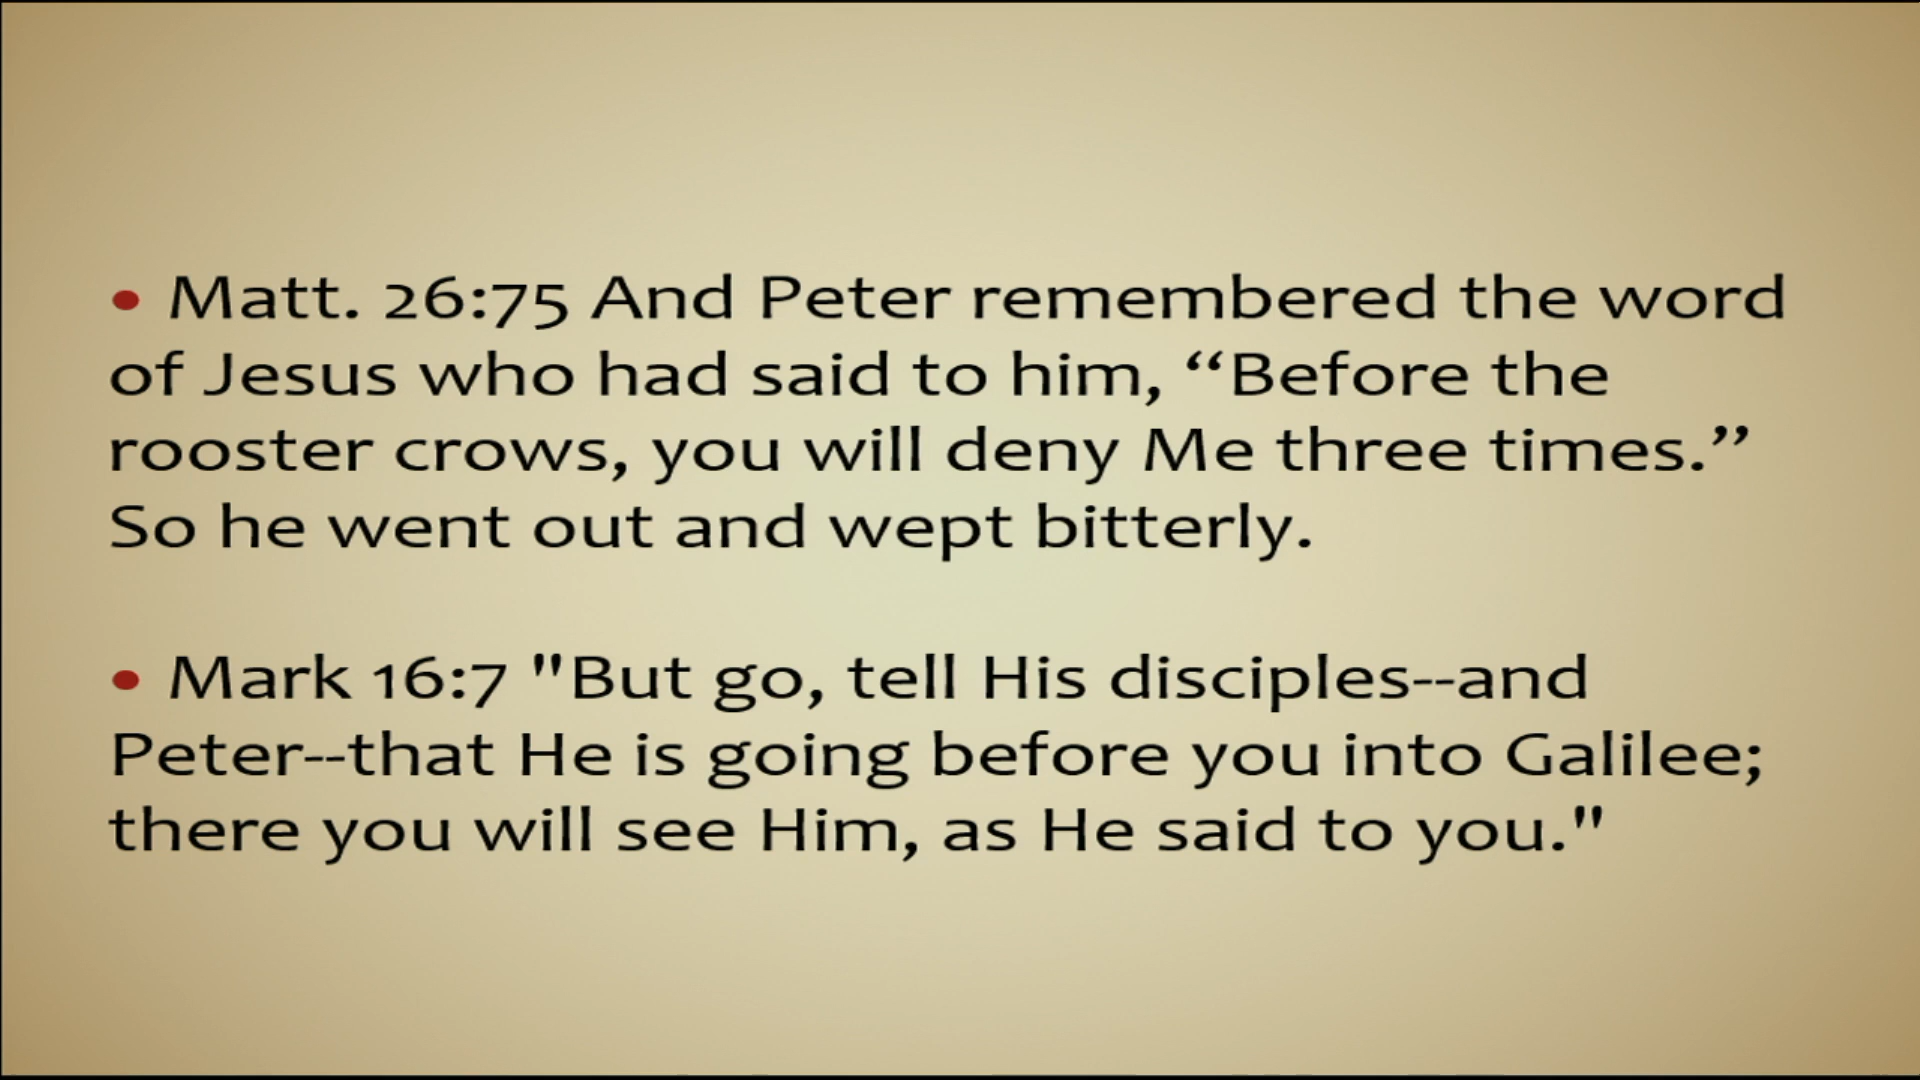 • Matt. 26:75 And Peter remembered the word
of Jesus who had said to him, “Before the
rooster crows, you will deny Me three times.”
So he went out and wept bitterly.
• Mark 16:7 "But go, tell His disciples--and
Peter--that He is going before you into Galilee;
there you will see Him, as He said to you."